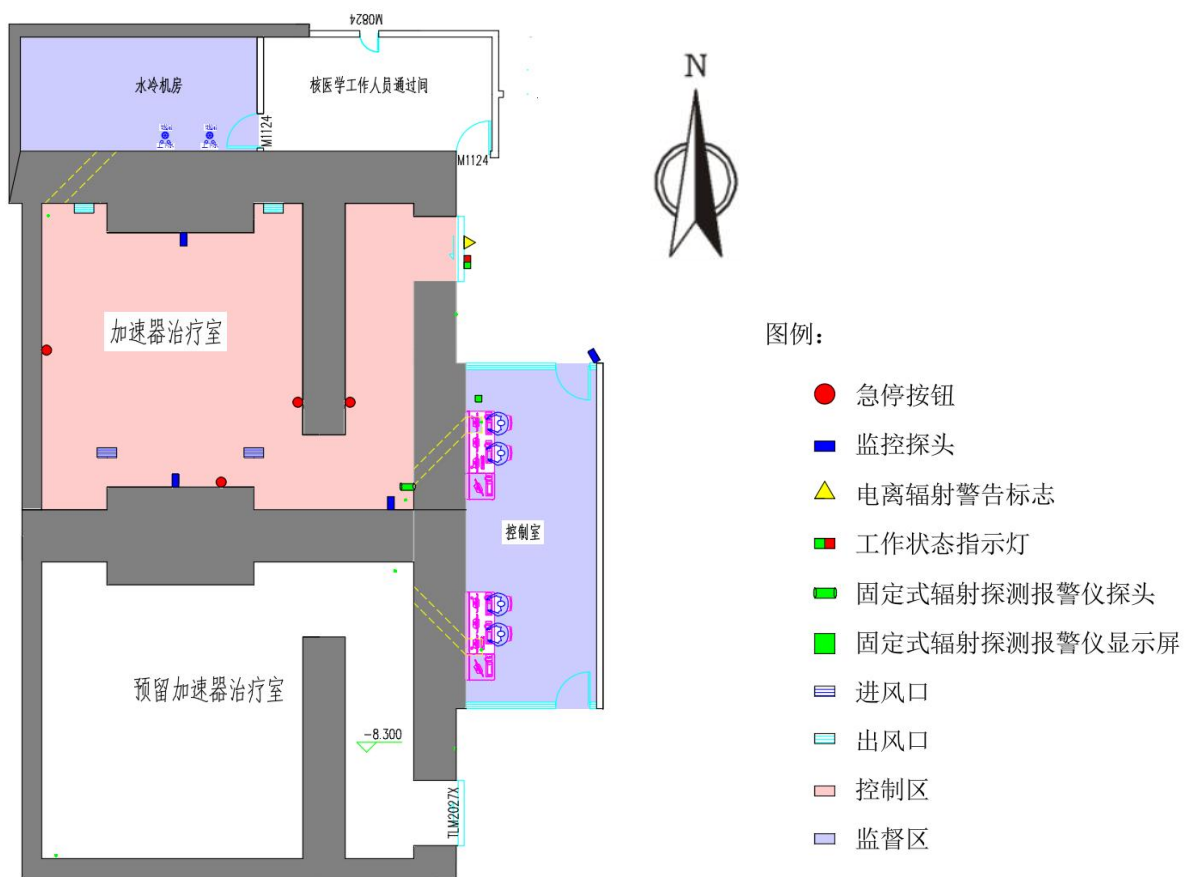 M0824
N
水冷机房
核医学工作人员通过间
M1124
M1124
加速器治疗室
图例：
急停按钮
监控探头
电离辐射警告标志
工作状态指示灯
控制室
固定式辐射探测报警仪探头
固定式辐射探测报警仪显示屏
预留加速器治疗室
进风口
-8.300
出风口
控制区
TLM2027X
监督区